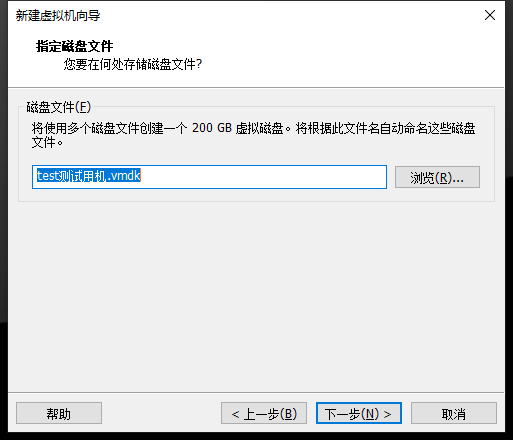 新建虚拟机向导
指定磁盘文件
您要在何处存储磁盘文件?
磁盘文件(F)
将使用多个磁盘文件创建一个 200 GB 虚拟磁盘。将根据此文件名自动命名这些磁盘
文件。
test测试用机.vmdk
浏览(R)...
帮助
< 上一步(B)
下一步(N) >
取消